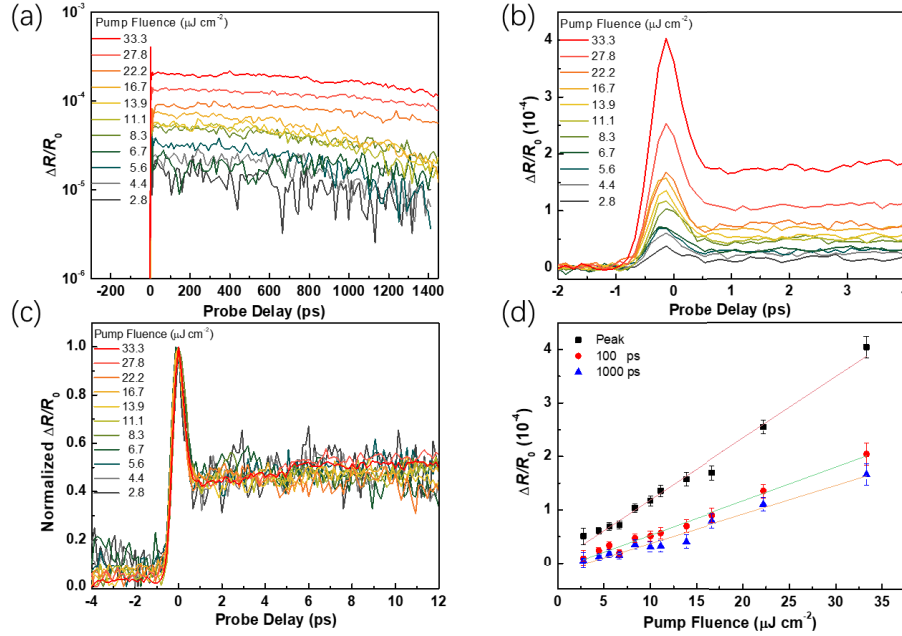 (a)
Pump Fluence (μJ cm⁻²)
33.3
27.8
22.2
16.7
13.9
11.1
8.3
6.7
5.6
4.4
2.8
10⁻⁴
10⁻⁵
10⁻⁶
ΔR/R₀
-200 0 200 400 600 800 1000 1200 1400
Probe Delay (ps)
(b)
Pump Fluence (μJ cm⁻²)
33.3
27.8
22.2
16.7
13.9
11.1
8.3
6.7
5.6
4.4
2.8
4
3
2
1
0
ΔR/R₀ (10⁻⁴)
-2 -1 0 1 2 3 4
Probe Delay (ps)
(c)
Pump Fluence (μJ cm⁻²)
33.3
27.8
22.2
16.7
13.9
11.1
8.3
6.7
5.6
4.4
2.8
1.0
0.8
0.6
0.4
0.2
0.0
Normalized ΔR/R₀
-4 -2 0 2 4 6 8 10 12
Probe Delay (ps)
(d)
Peak
100 ps
1000 ps
4
3
2
1
0
ΔR/R₀ (10⁻⁴)
0 5 10 15 20 25 30 35 40
Pump Fluence (μJ cm⁻²)